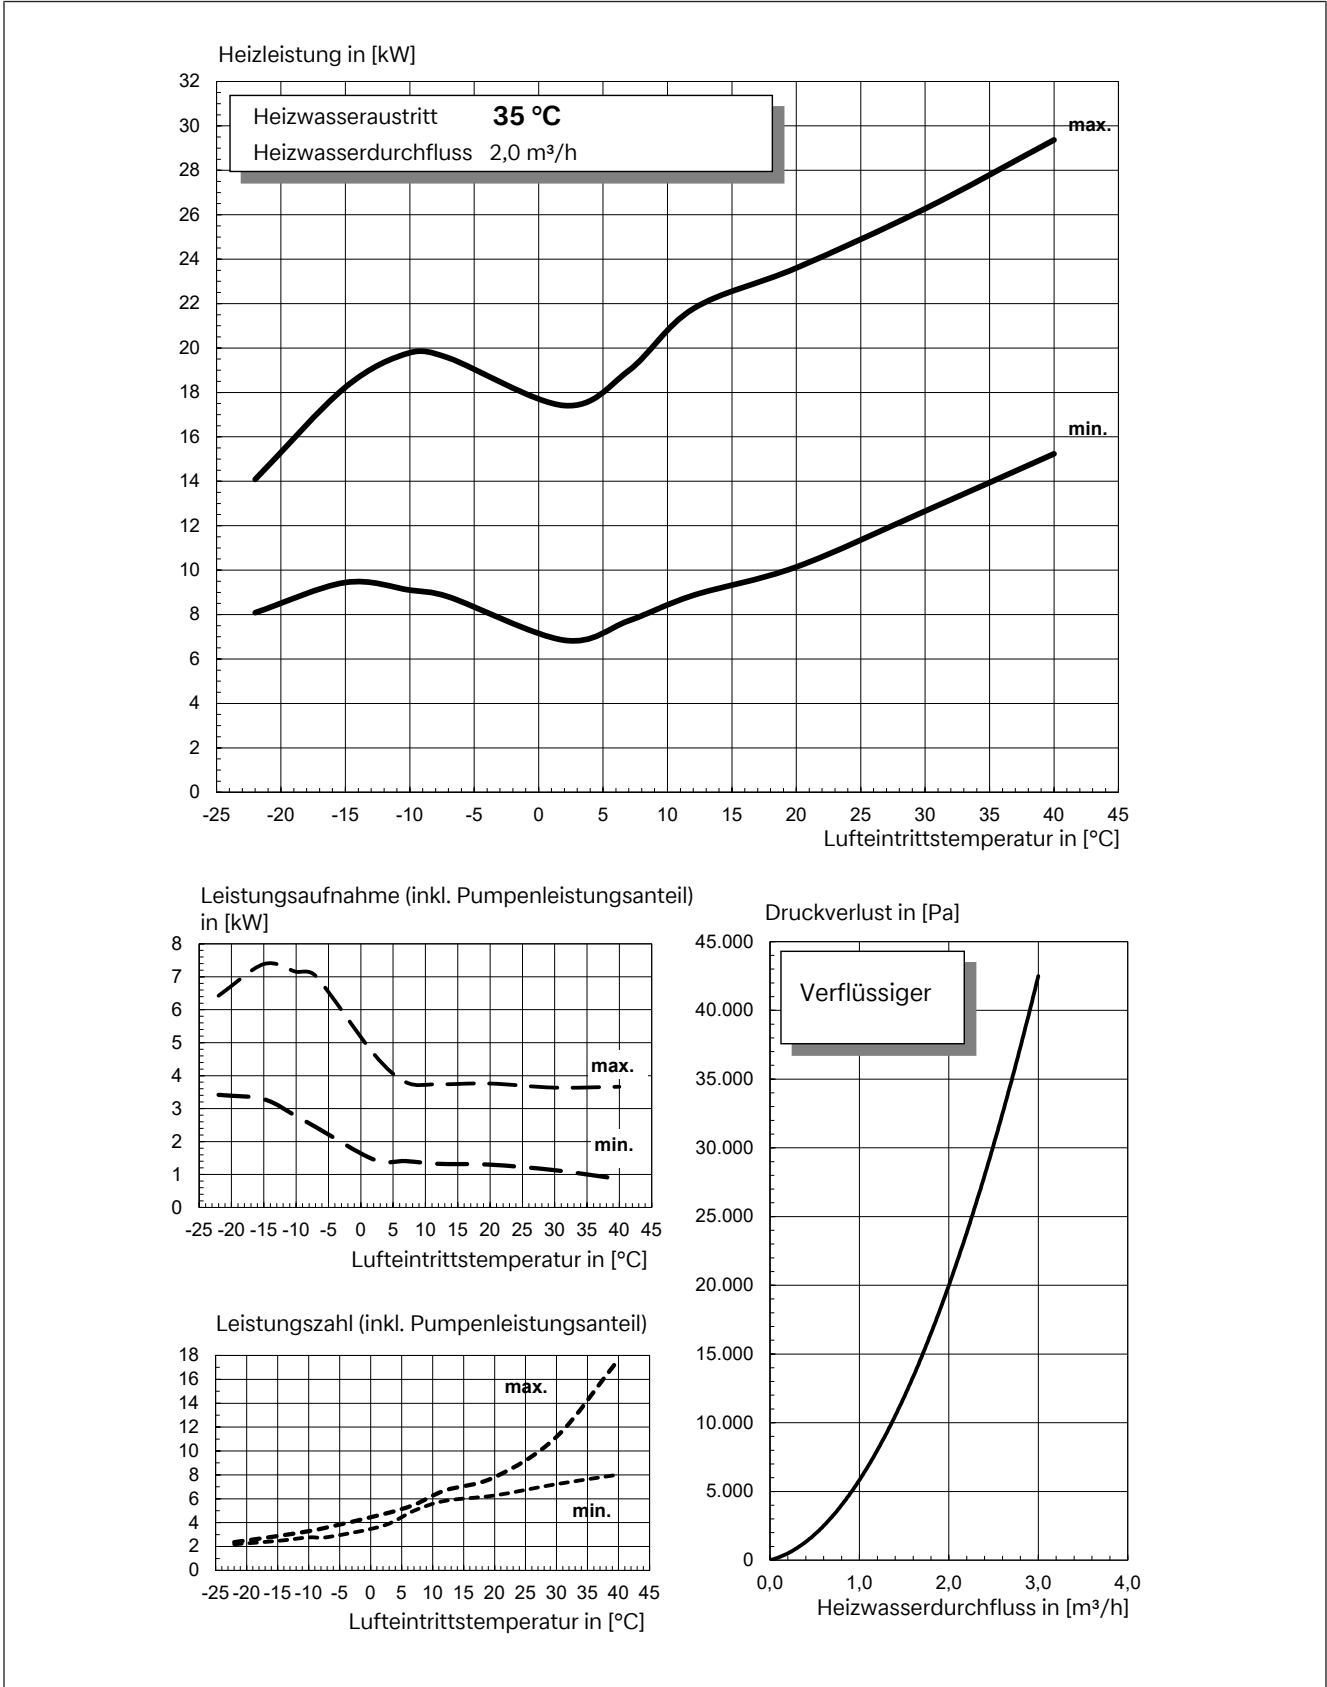 Heizleistung in [kW]
32
30
28
26
24
22
20
18
16
14
12
10
8
6
4
2
0
Heizwasseraustritt 35 °C
Heizwasserdurchfluss 2,0 m³/h
max.
min.
-25 -20 -15 -10 -5 0 5 10 15 20 25 30 35 40 45
Lufteintrittstemperatur in [°C]
Leistungsaufnahme (inkl. Pumpenleistungsanteil)
in [kW]
8
7
6
5
4
3
2
1
0
max.
min.
-25 -20 -15 -10 -5 0 5 10 15 20 25 30 35 40 45
Lufteintrittstemperatur in [°C]
Leistungszahl (inkl. Pumpenleistungsanteil)
18
16
14
12
10
8
6
4
2
0
max.
min.
-25 -20 -15 -10 -5 0 5 10 15 20 25 30 35 40 45
Lufteintrittstemperatur in [°C]
Druckverlust in [Pa]
45.000
40.000
35.000
30.000
25.000
20.000
15.000
10.000
5.000
0
Verflüssiger
0,0 1,0 2,0 3,0 4,0
Heizwasserdurchfluss in [m³/h]